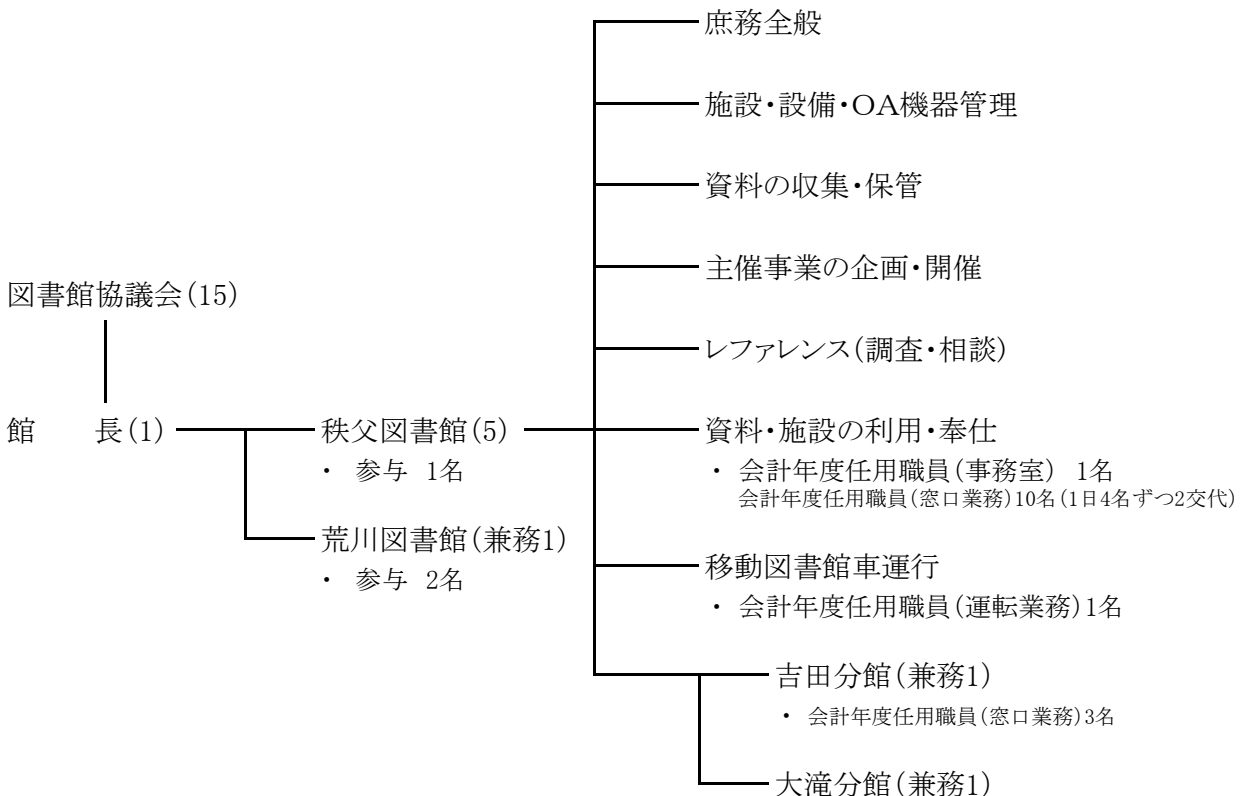 庶務全般
施設・設備・OA機器管理
資料の収集・保管
主催事業の企画・開催
図書館協議会(15)
レファレンス(調査・相談)
館　　長(1)
秩父図書館(5)
・ 参与 1名
資料・施設の利用・奉仕
・ 会計年度任用職員(事務室) 1名
会計年度任用職員(窓口業務)10名(1日4名ずつ2交代)
荒川図書館(兼務1)
・ 参与 2名
移動図書館車運行
・ 会計年度任用職員(運転業務)1名
吉田分館(兼務1)
・ 会計年度任用職員(窓口業務)3名
大滝分館(兼務1)